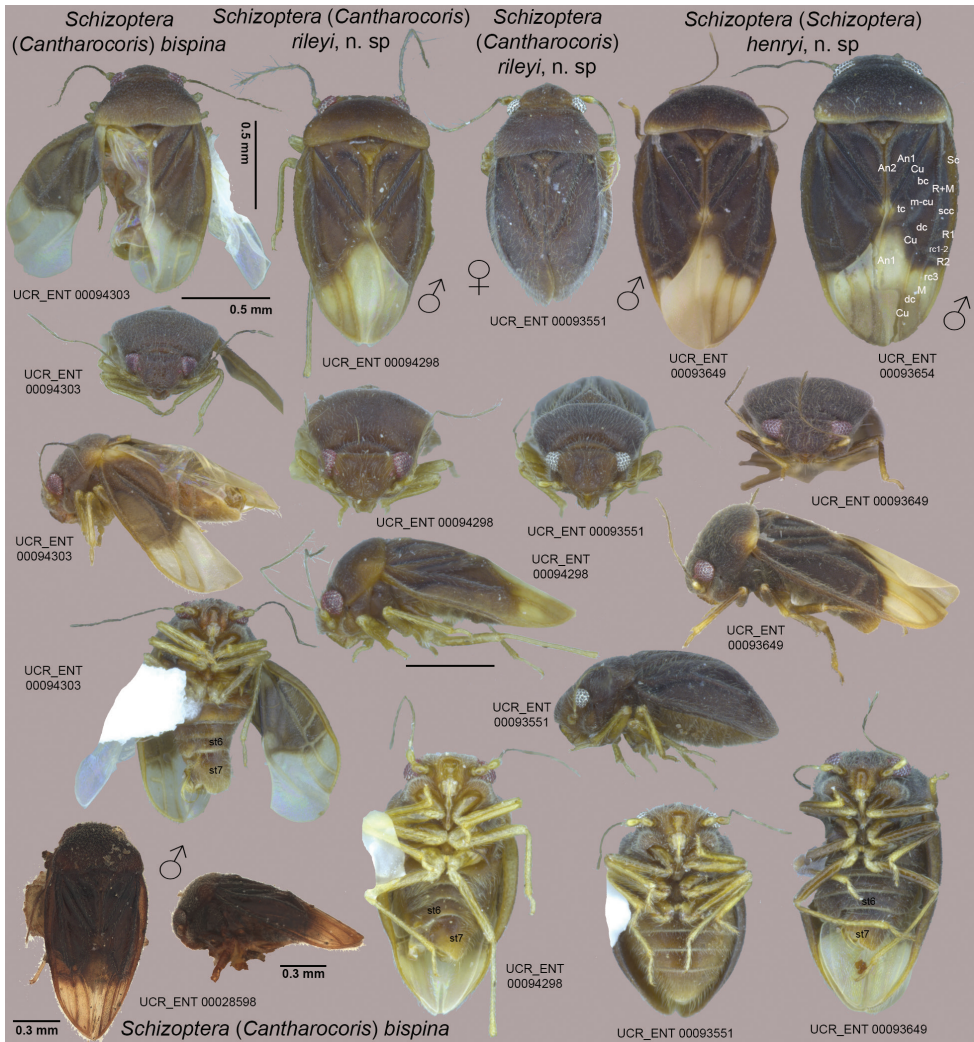 Schizoptera
(Cantharocoris) bispina
Schizoptera (Cantharocoris)
rileyi, n. sp
Schizoptera
(Cantharocoris)
rileyi, n. sp
Schizoptera (Schizoptera)
henryi, n. sp
0.5 mm
0.5 mm
UCR_ENT 00094303
♂
UCR_ENT 00094298
♀
UCR_ENT 00093551
♂
UCR_ENT
00093649
An1
An2
Cu
bc
Sc
R+M
m-cu
tc
scc
dc
R1
Cu
rc1-2
An1
R2
rc3
M
dc
Cu
♂
UCR_ENT
00093654
UCR_ENT
00094303
UCR_ENT 00094298
UCR_ENT 00093551
UCR_ENT 00093649
UCR_ENT
00094303
UCR_ENT
00094298
UCR_ENT
00093649
UCR_ENT
00094303
st6
st7
UCR_ENT
00093551
♂
0.3 mm
UCR_ENT 00028598
0.3 mm
Schizoptera (Cantharocoris) bispina
st6
st7
UCR_ENT
00094298
UCR_ENT 00093551
st6
st7
UCR_ENT 00093649